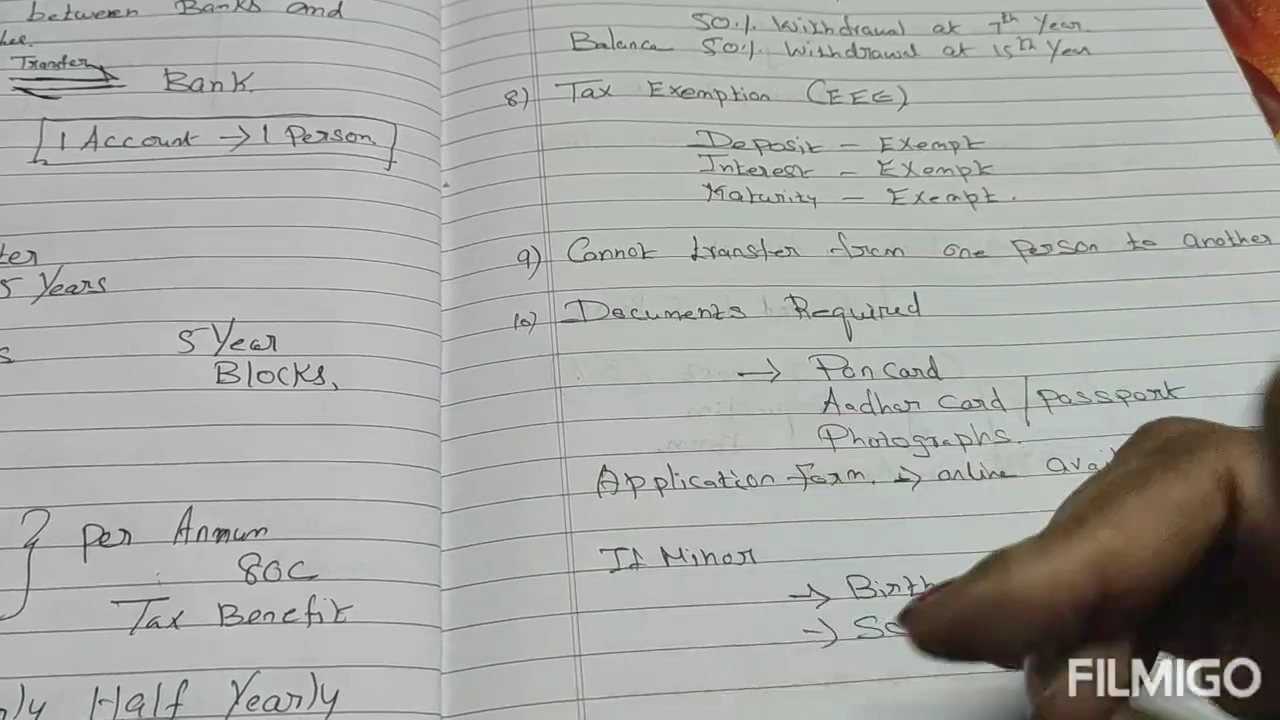 between Banks and
Transfer
Bank.
1 Account → 1 Person
5 Years
5 Year
Blocks,
per Annum
80C
Tax Benefit
Half Yearly
50% Withdrawal at 7th Year
Balance 50% Withdrawal at 15th Year
8) Tax Exemption (EEE)
Deposit - Exempt
Interest - Exempt
Maturity - Exempt.
9) Cannot transfer from one person to another
10) Documents Required
→ Pan card
Aadhar card / passport
Photographs.
Application form. → online
If Minor
→ Birth
→
FILMIGO